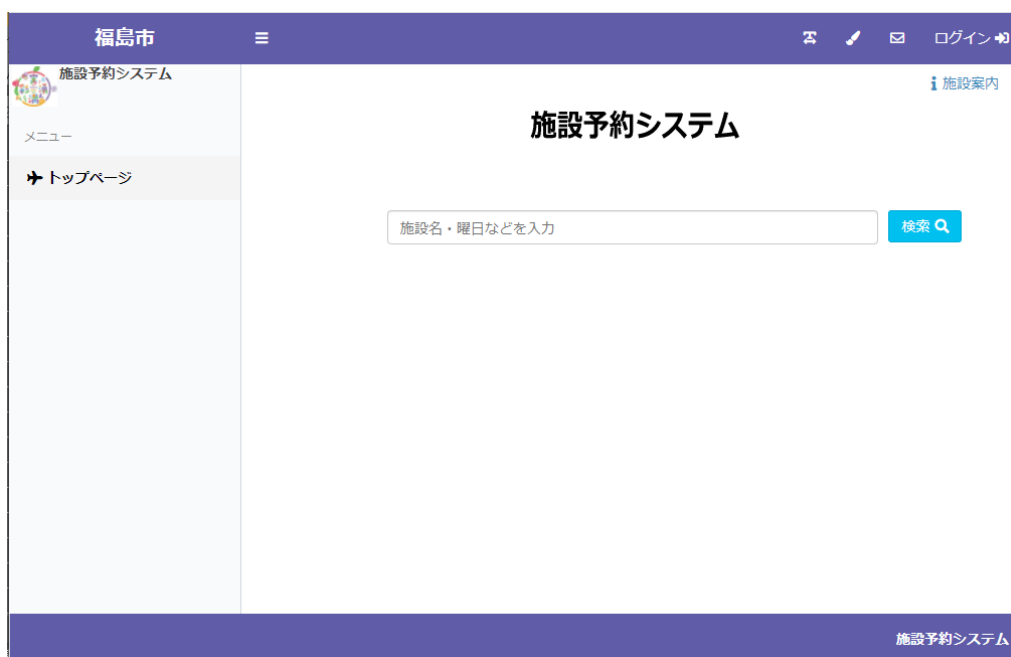 福島市
ログイン
施設予約システム
施設案内
メニュー
施設予約システム
トップページ
施設名・曜日などを入力
検索
施設予約システム